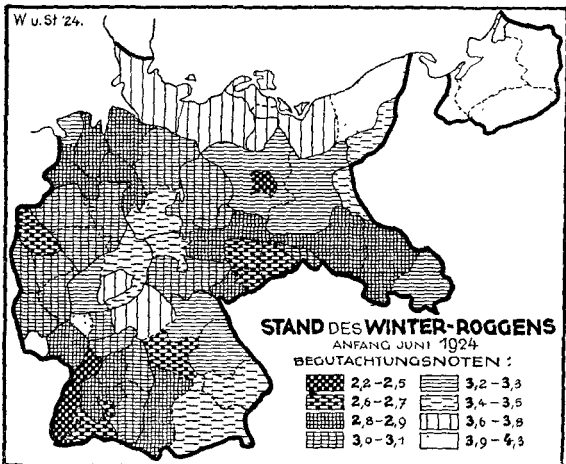 W u. St '24.
STAND DES WINTER-ROGGENS
ANFANG JUNI 1924
BEGUTACHTUNGSNOTEN:
2,2-2,5 3,2-3,3
2,6-2,7 3,4-3,5
2,8-2,9 3,6-3,8
3,0-3,1 3,9-4,3